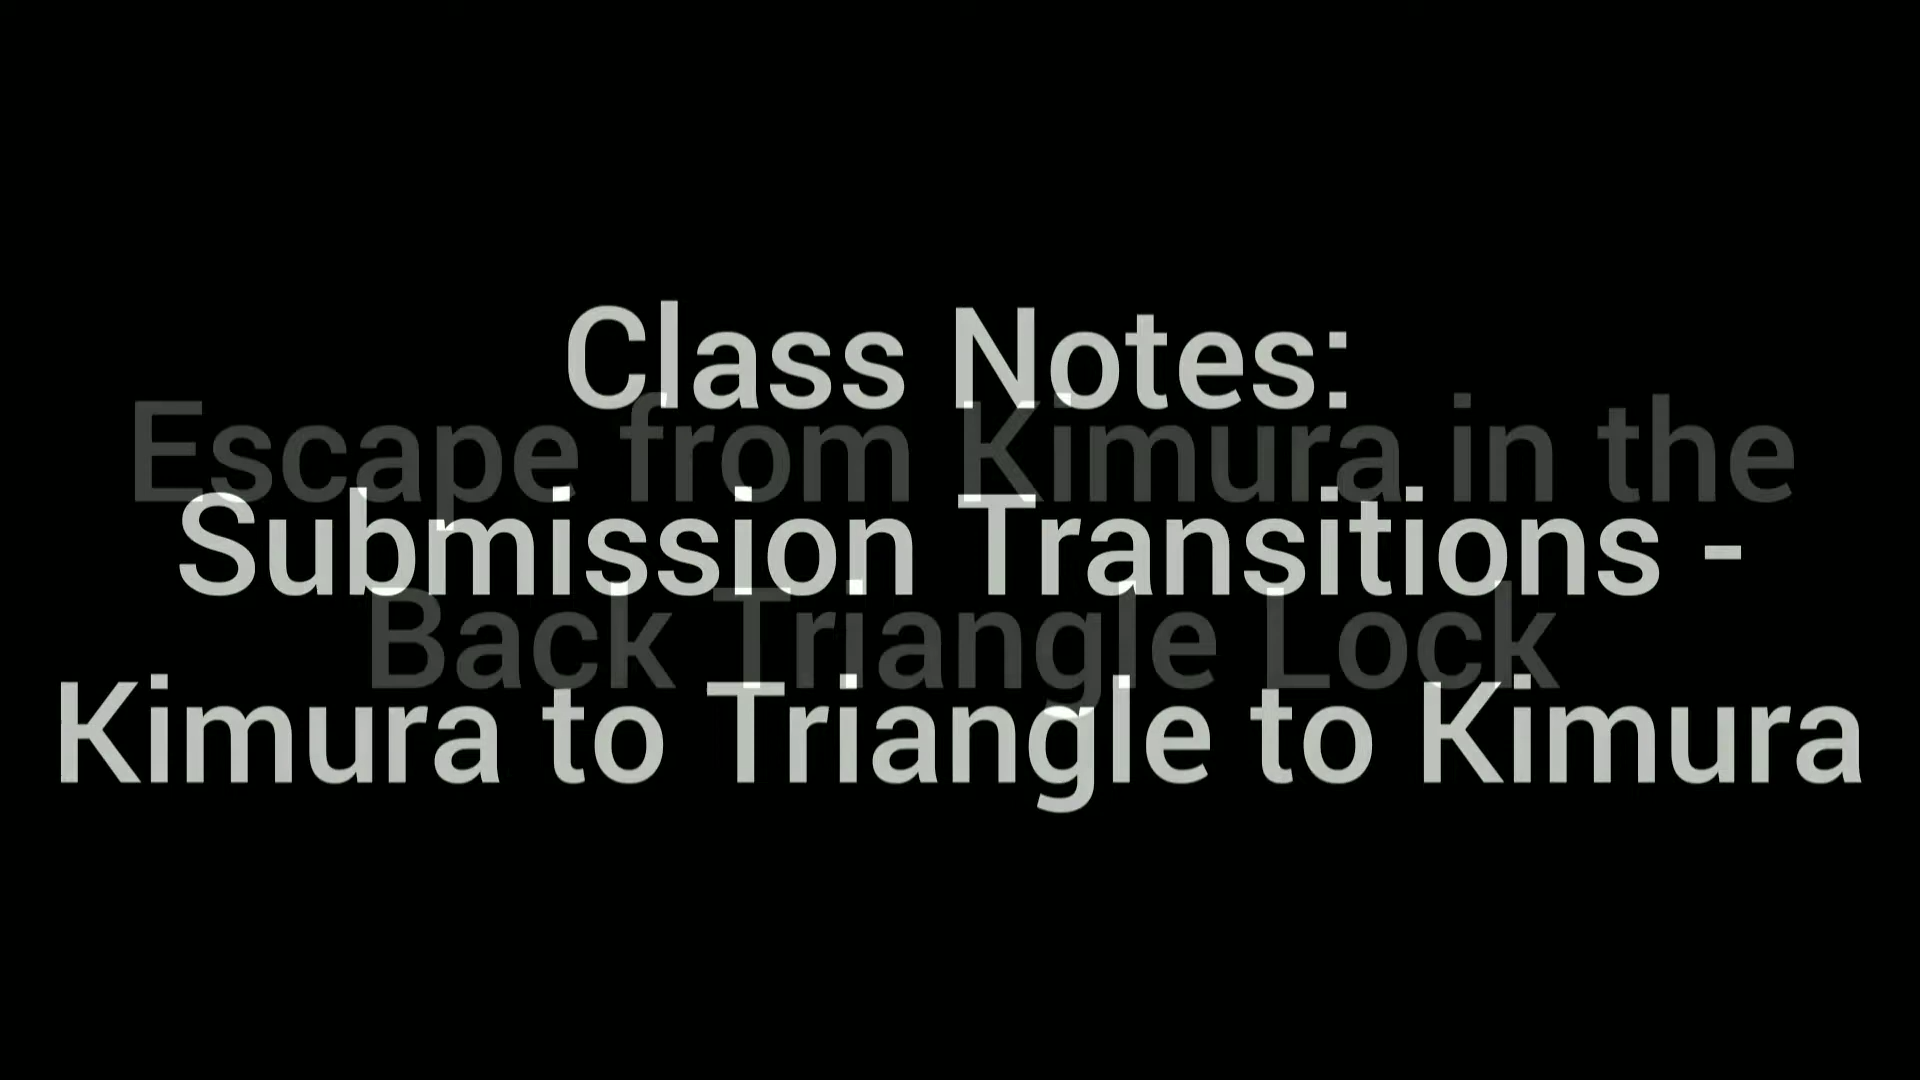 Class Notes:
Submission Transitions -
Kimura to Triangle to Kimura
Escape from Kimura in the
Back Triangle Lock